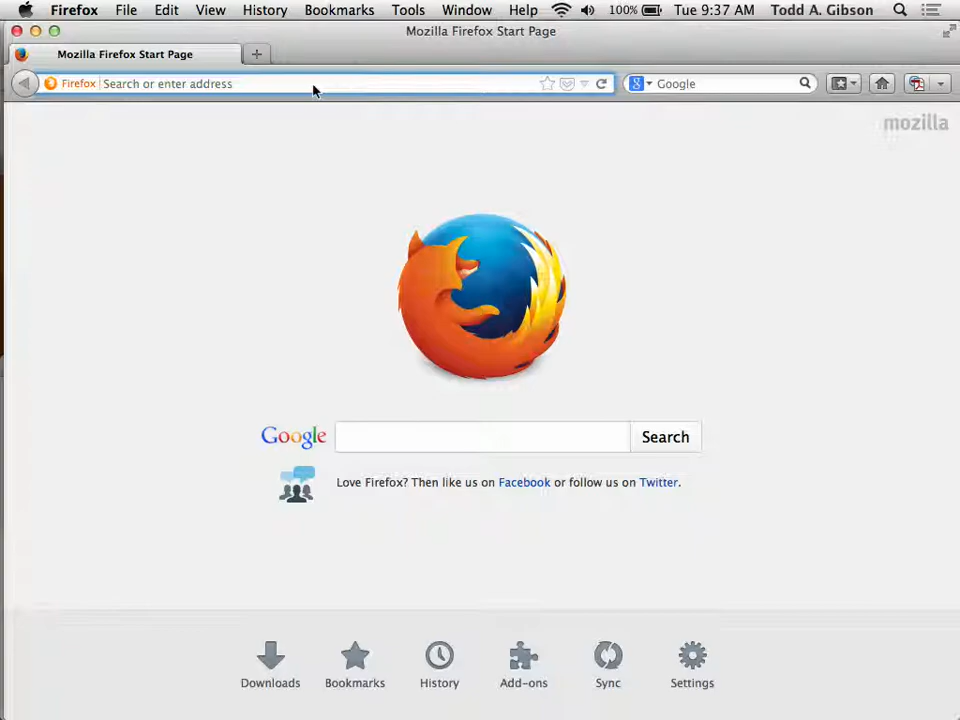 Firefox File Edit View History Bookmarks Tools Window Help 100% Tue 9:37 AM Todd A. Gibson
Mozilla Firefox Start Page
Mozilla Firefox Start Page
Firefox Search or enter address Google
mozilla
Google Search
Love Firefox? Then like us on Facebook or follow us on Twitter.
Downloads Bookmarks History Add-ons Sync Settings